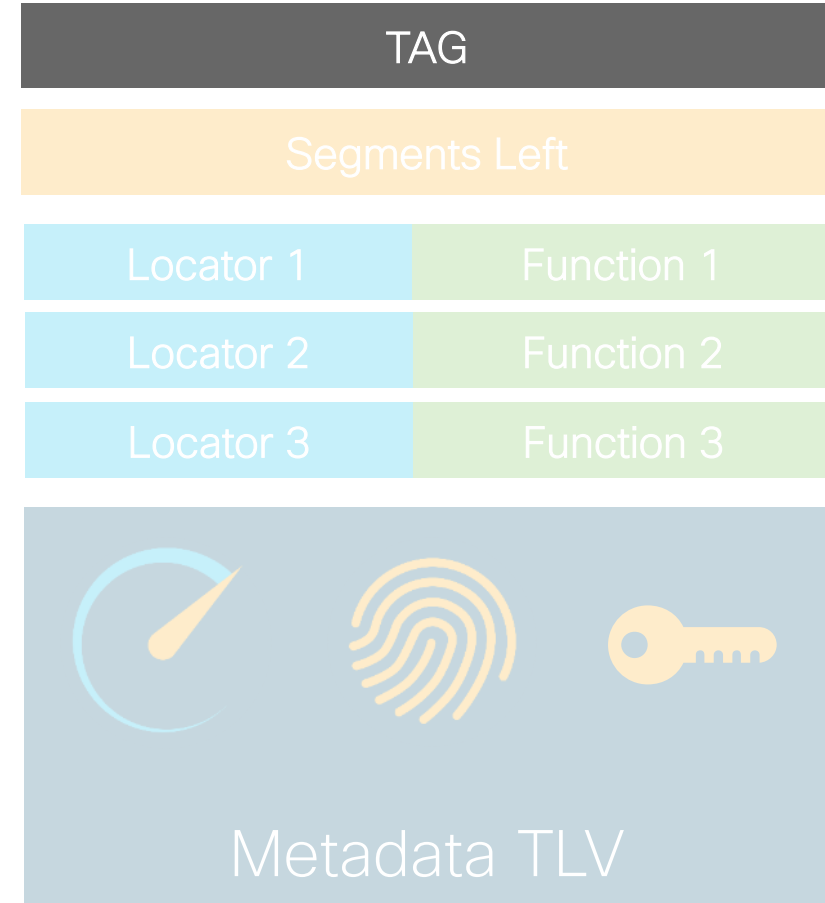 TAG
Segments Left
Locator 1 Function 1
Locator 2 Function 2
Locator 3 Function 3
Metadata TLV